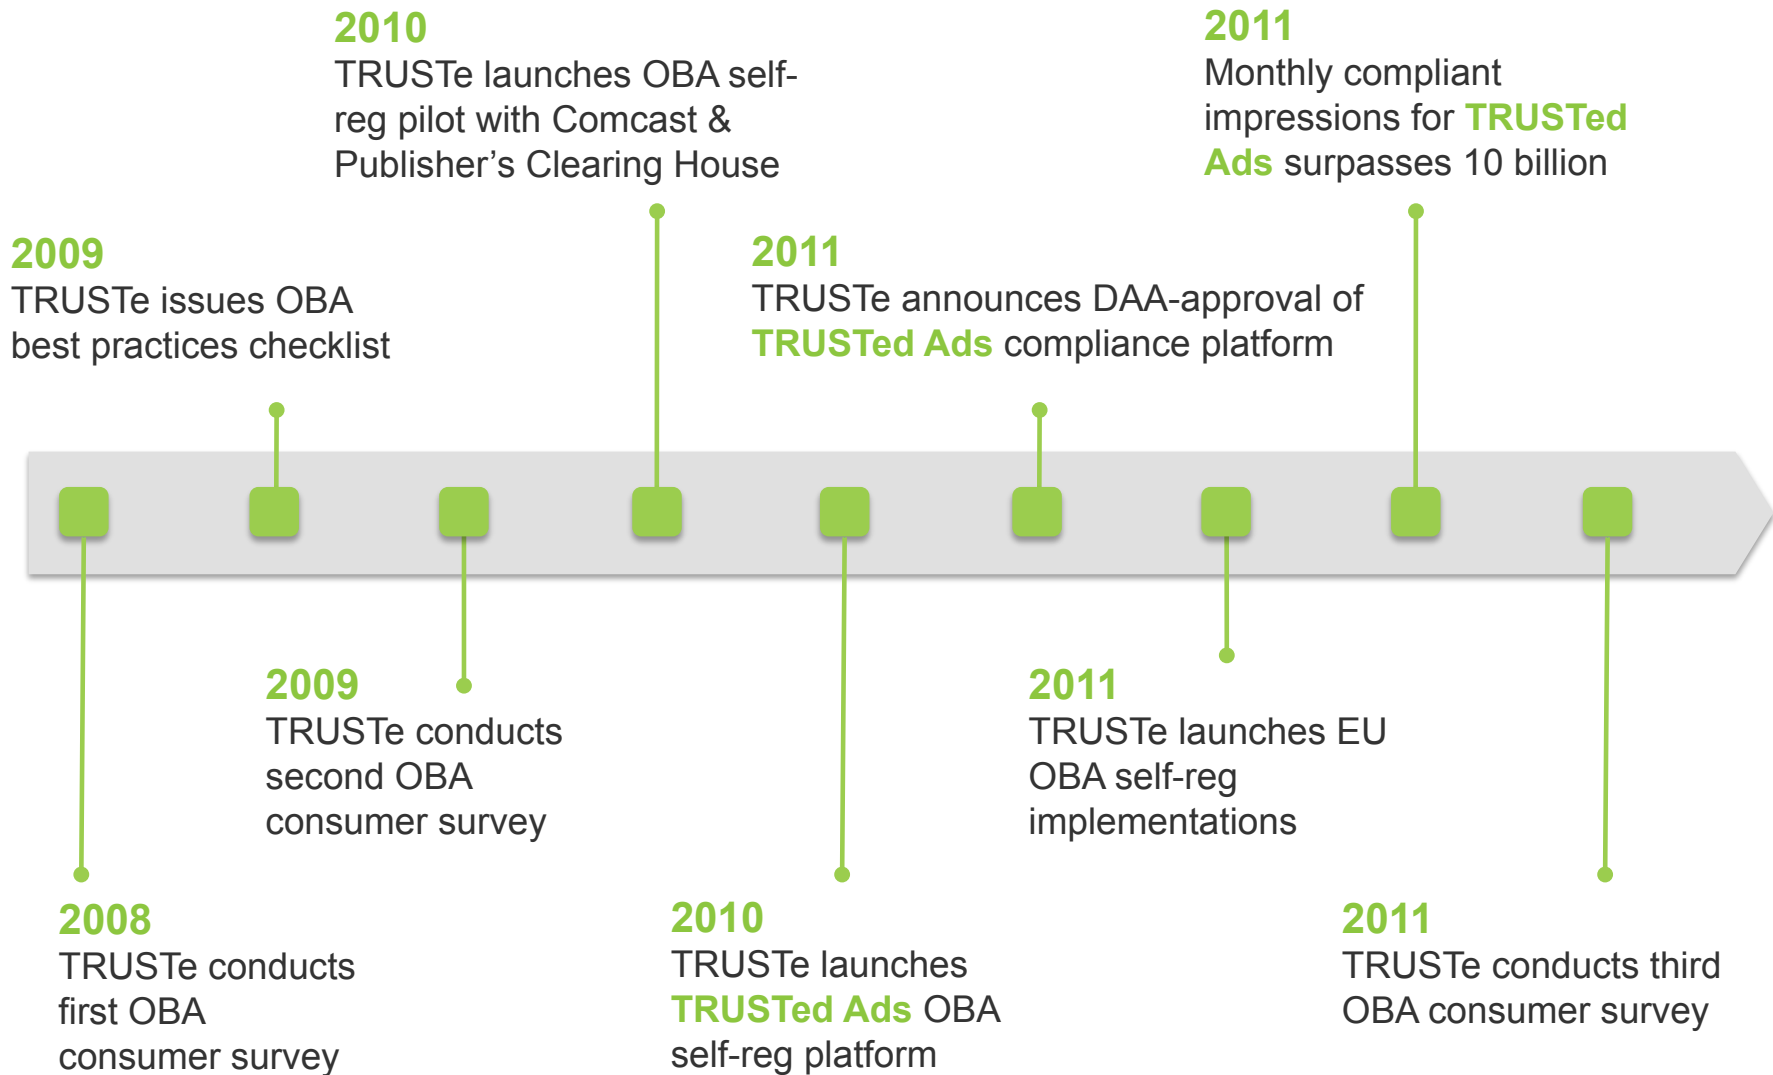 2010
TRUSTe launches OBA self-
reg pilot with Comcast &
Publisher’s Clearing House
2011
Monthly compliant
impressions for TRUSTed
Ads surpasses 10 billion
2009
TRUSTe issues OBA
best practices checklist
2011
TRUSTe announces DAA-approval of
TRUSTed Ads compliance platform
2009
TRUSTe conducts
second OBA
consumer survey
2011
TRUSTe launches EU
OBA self-reg
implementations
2008
TRUSTe conducts
first OBA
consumer survey
2010
TRUSTe launches
TRUSTed Ads OBA
self-reg platform
2011
TRUSTe conducts third
OBA consumer survey